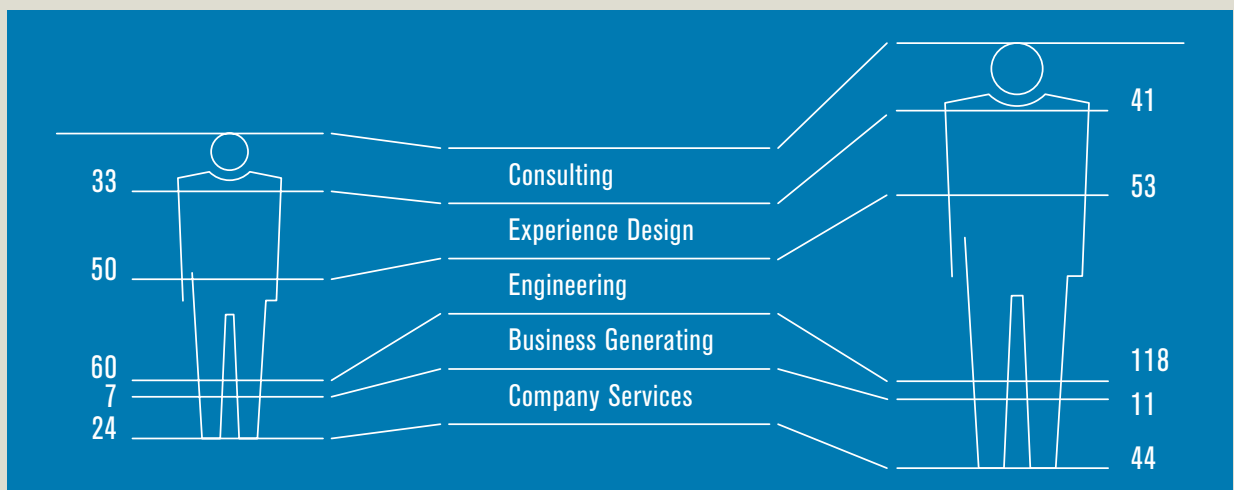 33
50
60
7
24
Consulting
Experience Design
Engineering
Business Generating
Company Services
41
53
118
11
44